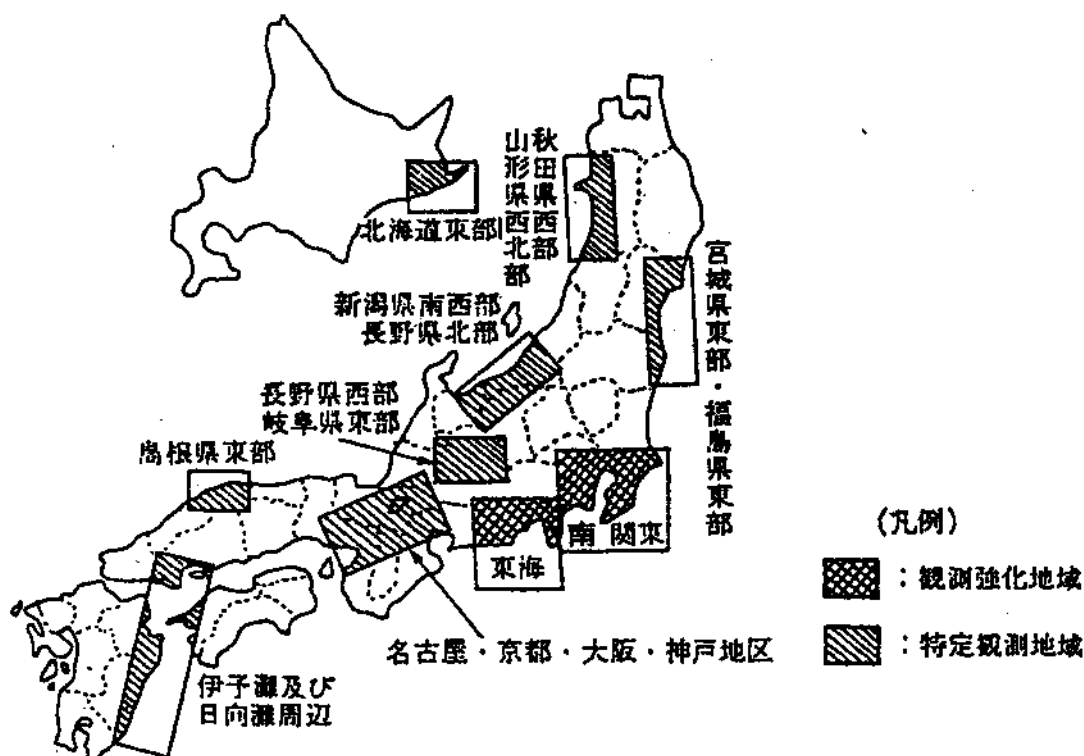 秋田県西部
山形県西北部
北海道東部
宮城県東部・福島県東部
新潟県南西部
長野県北部
長野県西部
岐阜県東部
島根県東部
南関東
東海
(凡例)
：観測強化地域
：特定観測地域
名古屋・京都・大阪・神戸地区
伊予灘及び
日向灘周辺